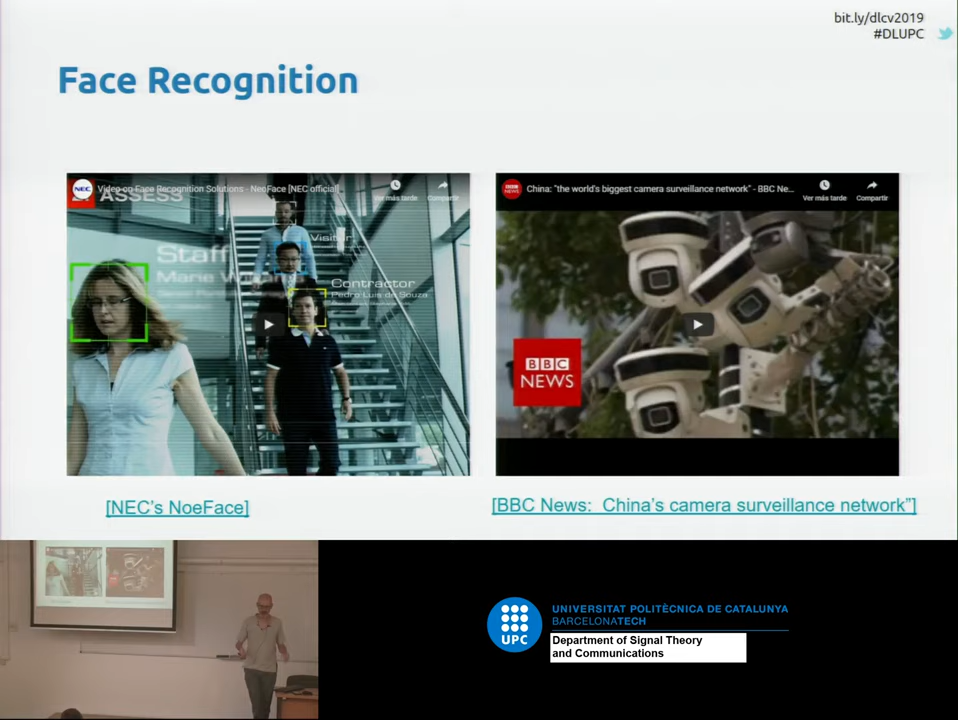 bit.ly/dlcv2019
#DLUPC
Face Recognition
NEC
Video on Face Recognition Solutions - NeoFace [NEC official]
Ver más tarde
Compartir
ASSESS
Visitor
Staff
Contractor
Pedro Luis de Souza
BBC NEWS
China: "the world's biggest camera surveillance network" - BBC Ne...
Ver más tarde
Compartir
BBC
NEWS
[NEC's NoeFace]
[BBC News: China's camera surveillance network"]
UPC
UNIVERSITAT POLITÈCNICA DE CATALUNYA
BARCELONATECH
Department of Signal Theory
and Communications